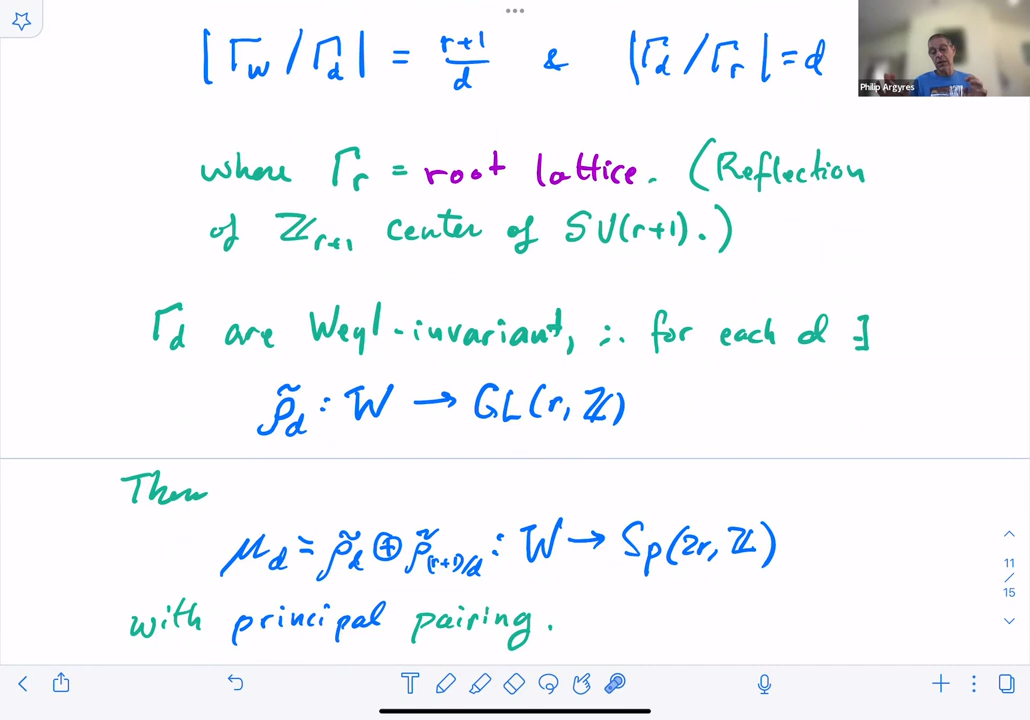 |Γ_w / Γ_d| = (r+1)/d & |Γ_d / Γ_r| = d
Philip Argyres
where Γ_r = root lattice. (Reflection
of ℤ_{r+1} center of SU(r+1).)
Γ_d are Weyl-invariant, ∴ for each d ∃
ρ̃_d : W → GL(r, ℤ)
Then
μ_d = ρ̃_d ⊕ ρ̃_{(r+1)/d} : W → Sp(2r, ℤ)
with principal pairing.
11
/
15
T